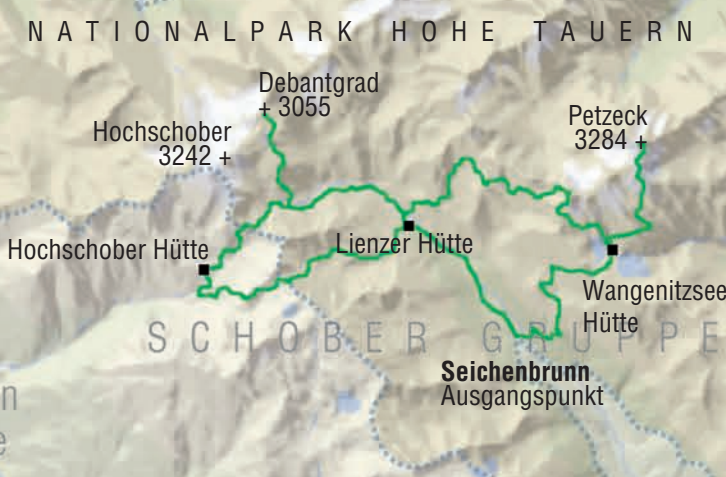 NATIONALPARK HOHE TAUERN
Debantgrad
+ 3055
Hochschober
3242 +
Petzeck
3284 +
Hochschober Hütte
Lienzer Hütte
Wangenitzsee
Hütte
SCHOBER GRUPPE
Seichenbrunn
Ausgangspunkt
n
e